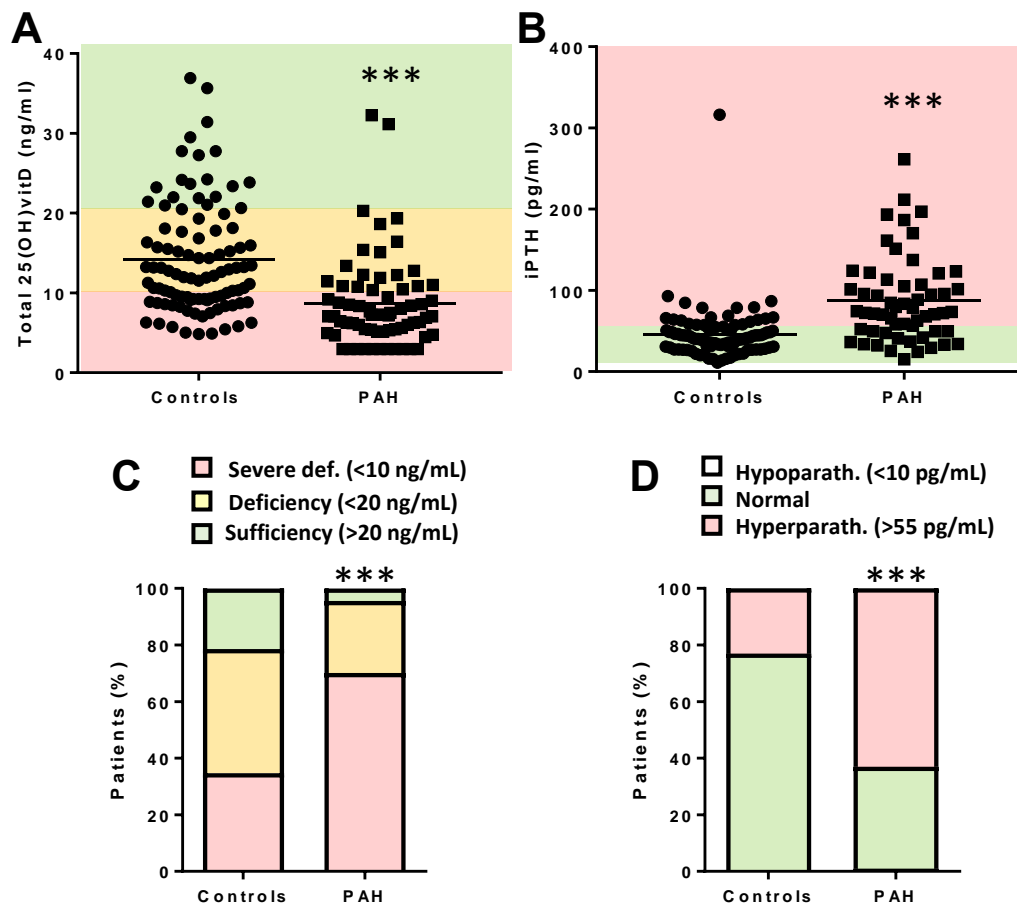 A
Total 25(OH)vitD (ng/ml)
40
30
20
10
0
***
Controls
PAH
B
iPTH (pg/ml)
400
300
200
100
0
***
Controls
PAH
C
Severe def. (<10 ng/mL)
Deficiency (<20 ng/mL)
Sufficiency (>20 ng/mL)
Patients (%)
100
80
60
40
20
0
***
Controls
PAH
D
Hypoparath. (<10 pg/mL)
Normal
Hyperparath. (>55 pg/mL)
Patients (%)
100
80
60
40
20
0
***
Controls
PAH